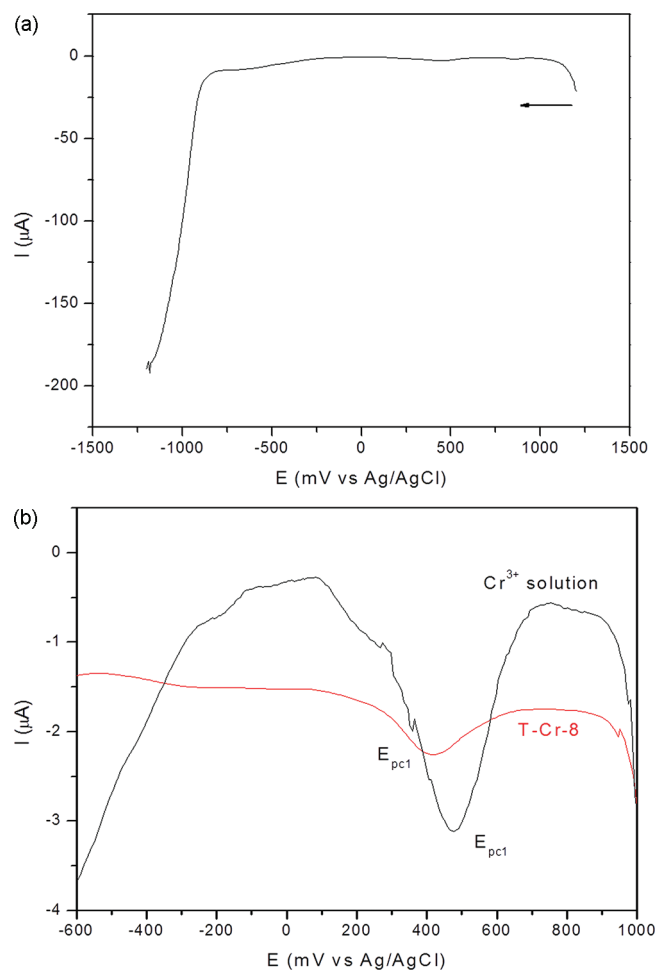 (a)
0
-50
-100
-150
-200
I (µA)
-1500 -1000 -500 0 500 1000 1500
E (mV vs Ag/AgCl)
(b)
0
-1
-2
-3
-4
I (µA)
Cr³⁺ solution
T-Cr-8
Epc1
Epc1
-600 -400 -200 0 200 400 600 800 1000
E (mV vs Ag/AgCl)